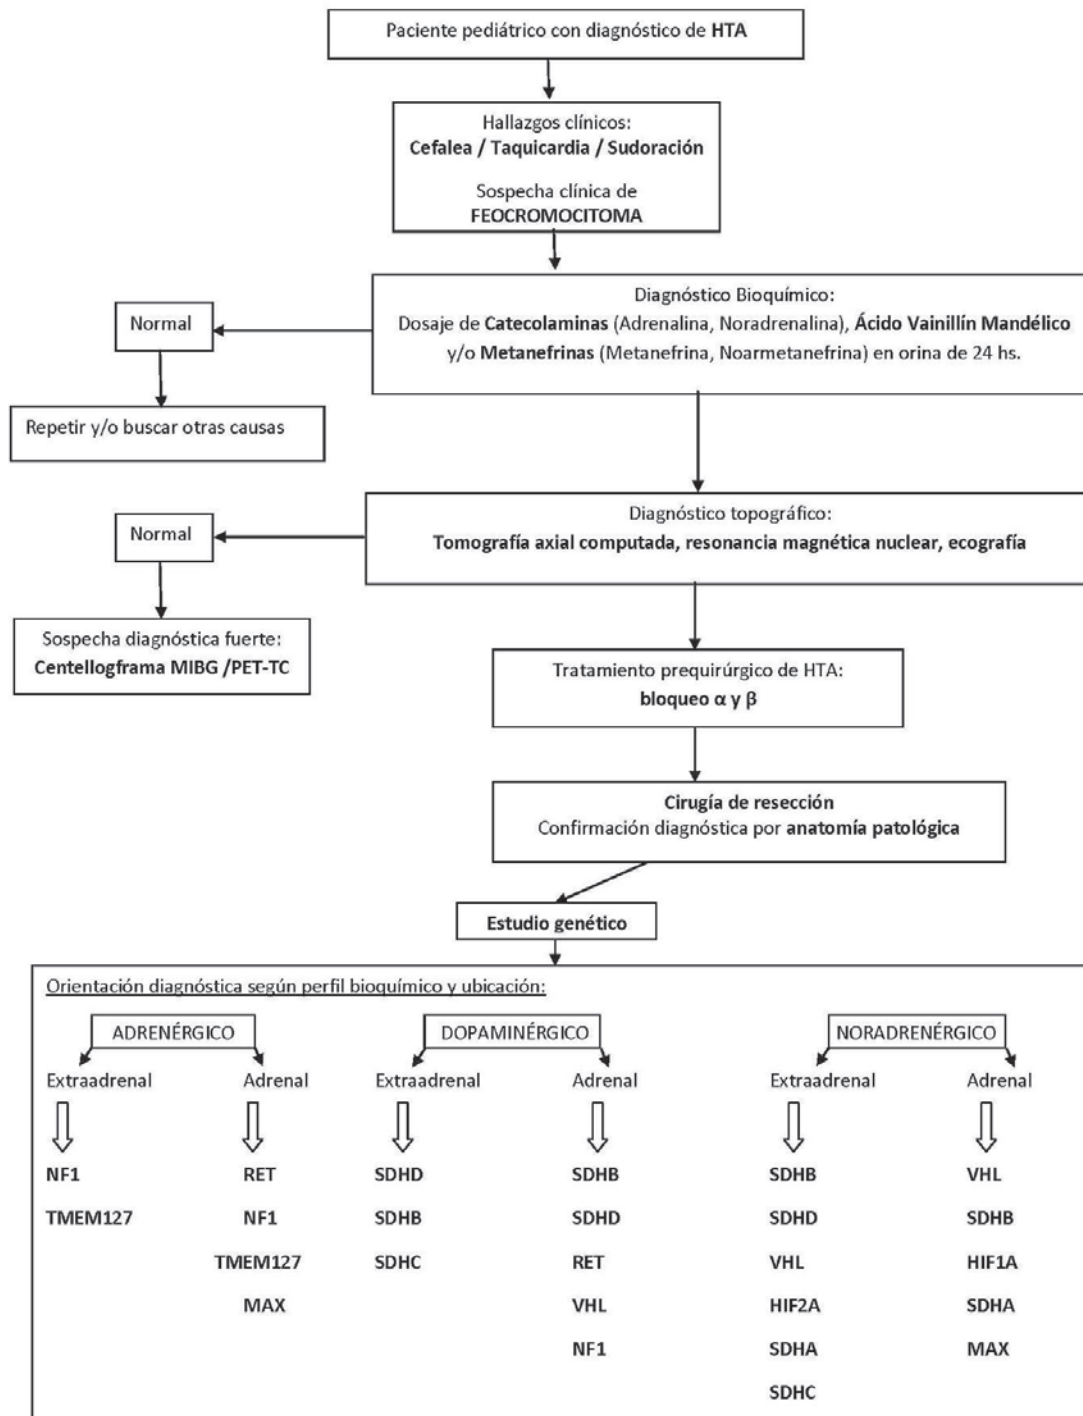 Paciente pediátrico con diagnóstico de HTA
Hallazgos clínicos:
Cefalea / Taquicardia / Sudoración
Sospecha clínica de
FEOCROMOCITOMA
Diagnóstico Bioquímico:
Dosaje de Catecolaminas (Adrenalina, Noradrenalina), Ácido Vainillín Mandélico
y/o Metanefrinas (Metanefrina, Noarmetanefrina) en orina de 24 hs.
Normal
Repetir y/o buscar otras causas
Diagnóstico topográfico:
Tomografía axial computada, resonancia magnética nuclear, ecografía
Normal
Sospecha diagnóstica fuerte:
Centellograma MIBG /PET-TC
Tratamiento prequirúrgico de HTA:
bloqueo α y β
Cirugía de resección
Confirmación diagnóstica por anatomía patológica
Estudio genético
Orientación diagnóstica según perfil bioquímico y ubicación:
ADRENÉRGICO
Extraadrenal
NF1
TMEM127
Adrenal
RET
NF1
TMEM127
MAX
DOPAMINÉRGICO
Extraadrenal
SDHD
SDHB
SDHC
Adrenal
SDHB
SDHD
RET
VHL
NF1
NORADRENÉRGICO
Extraadrenal
SDHB
SDHD
VHL
HIF2A
SDHA
SDHC
Adrenal
VHL
SDHB
HIF1A
SDHA
MAX